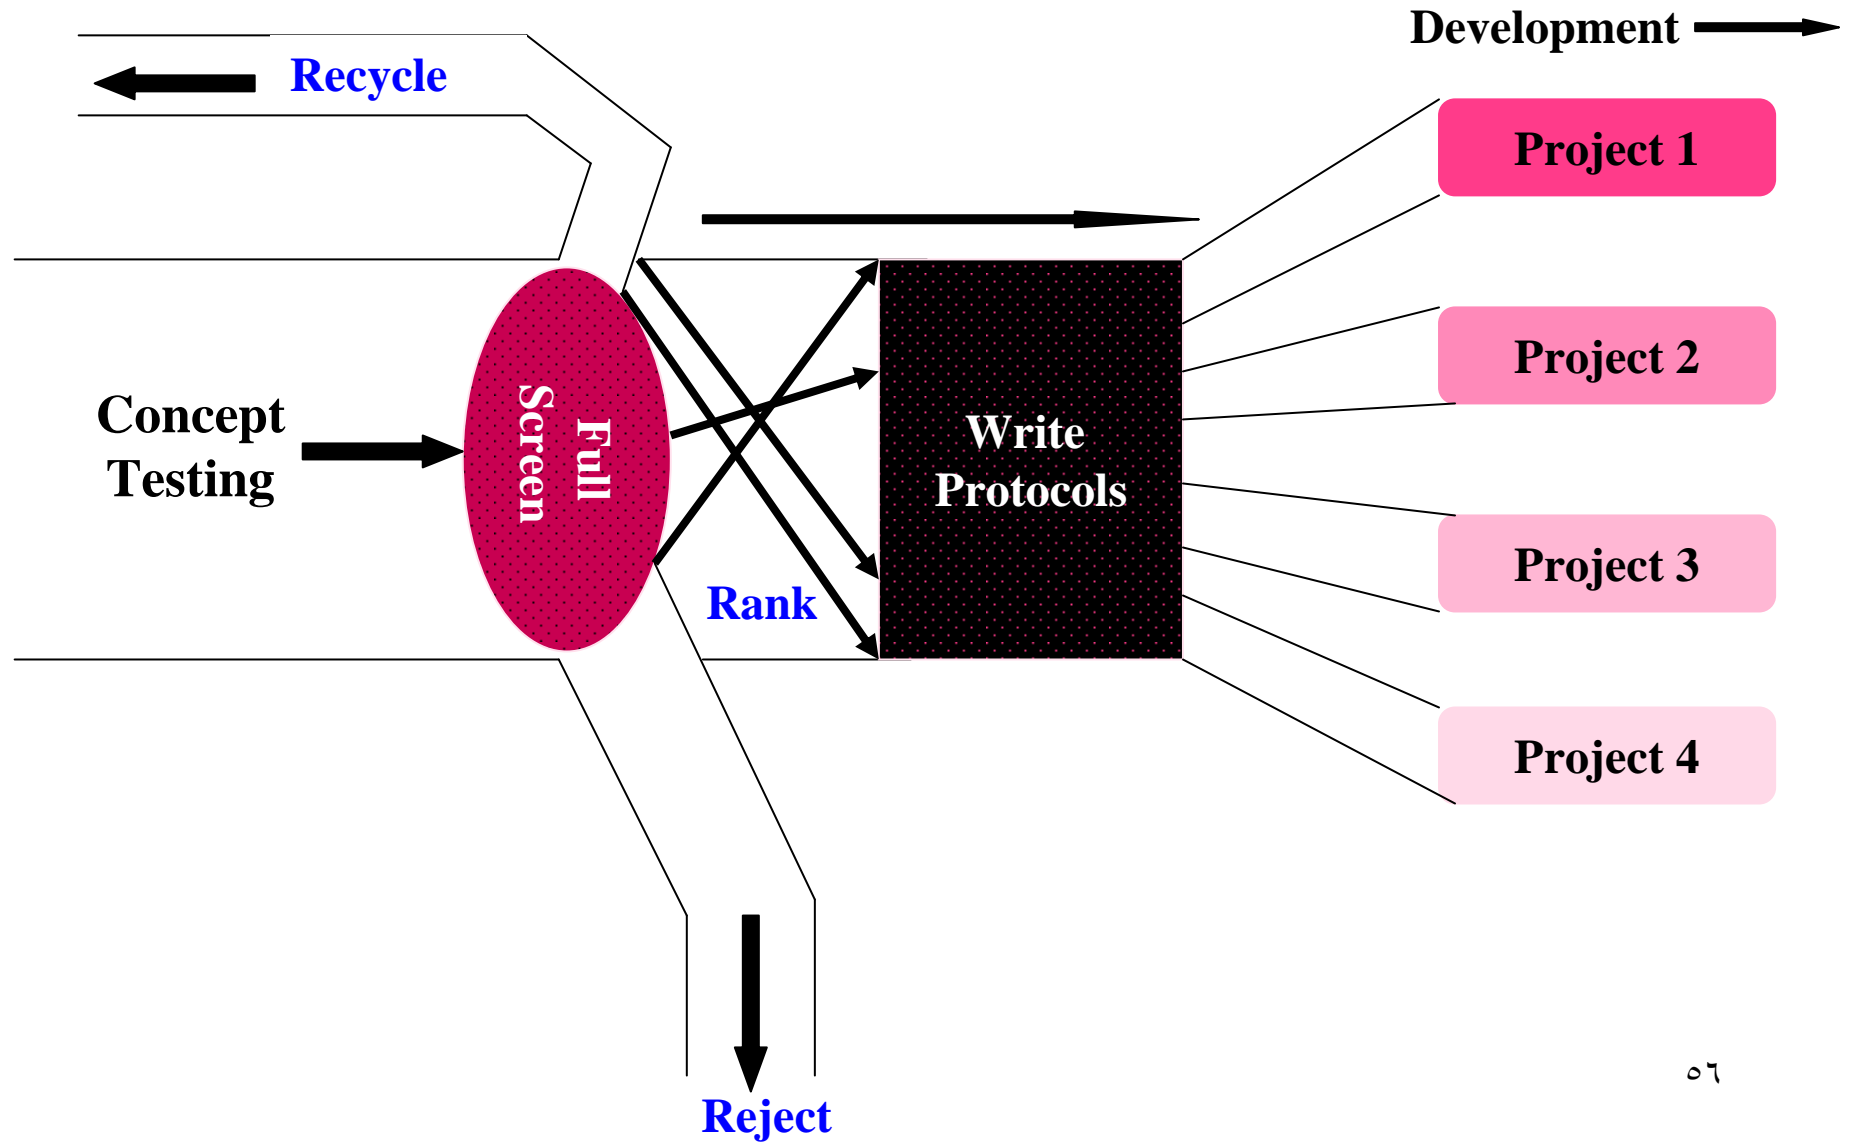 Development
Recycle
Project 1
Project 2
Concept
Testing
Full
Screen
Write
Protocols
Rank
Project 3
Project 4
Reject
٥٦